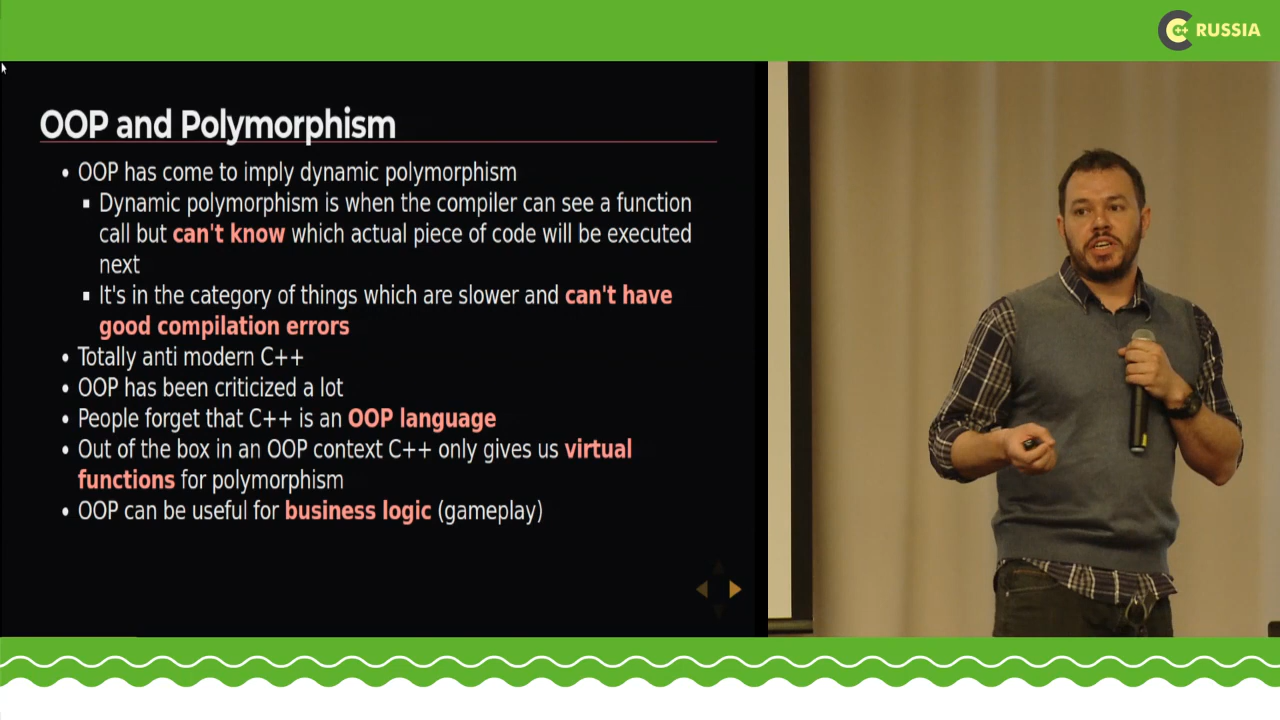 C++ RUSSIA
OOP and Polymorphism
• OOP has come to imply dynamic polymorphism
▪ Dynamic polymorphism is when the compiler can see a function
call but can't know which actual piece of code will be executed
next
▪ It's in the category of things which are slower and can't have
good compilation errors
• Totally anti modern C++
• OOP has been criticized a lot
• People forget that C++ is an OOP language
• Out of the box in an OOP context C++ only gives us virtual
functions for polymorphism
• OOP can be useful for business logic (gameplay)